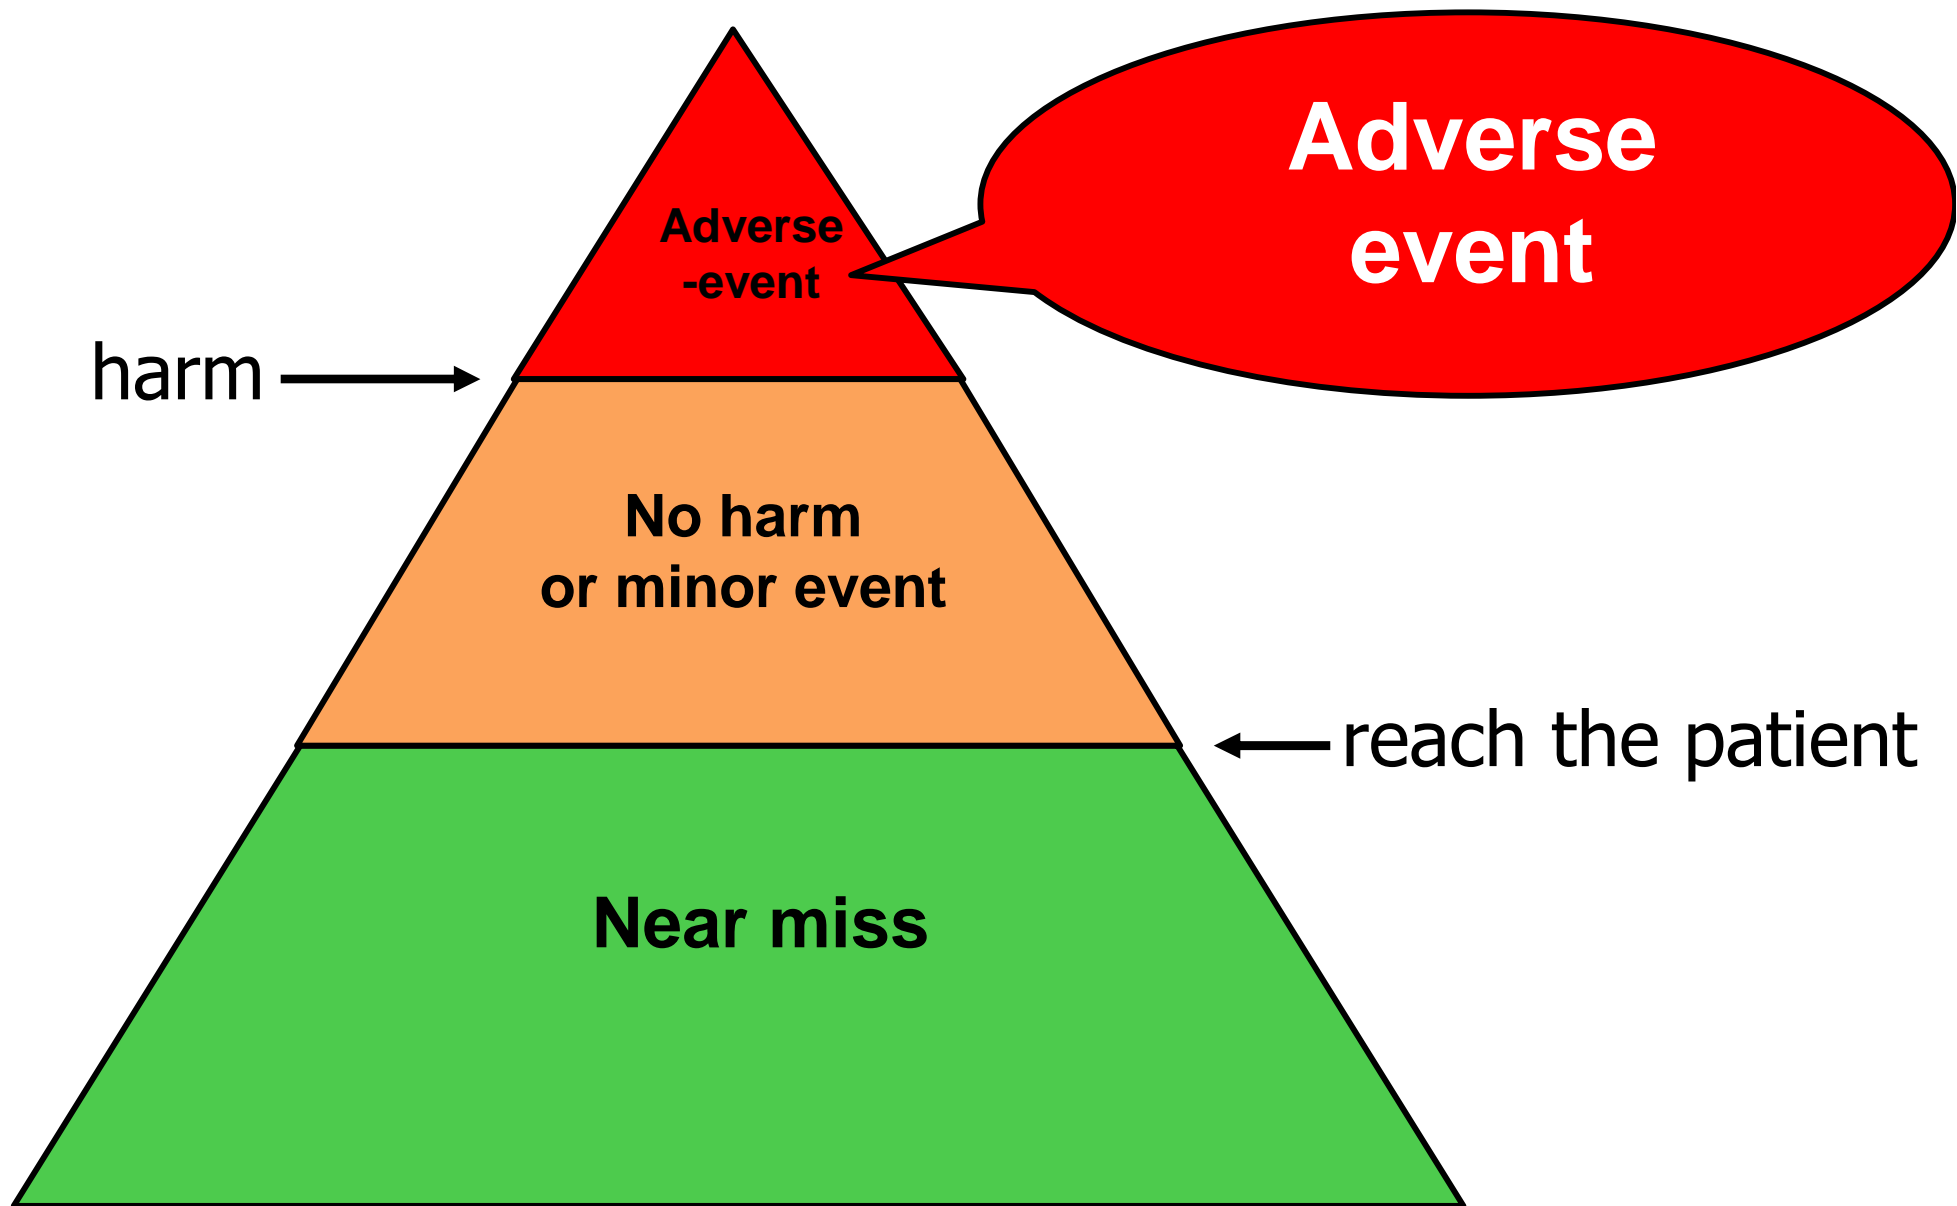 Adverse
event
Adverse
-event
harm
No harm
or minor event
reach the patient
Near miss